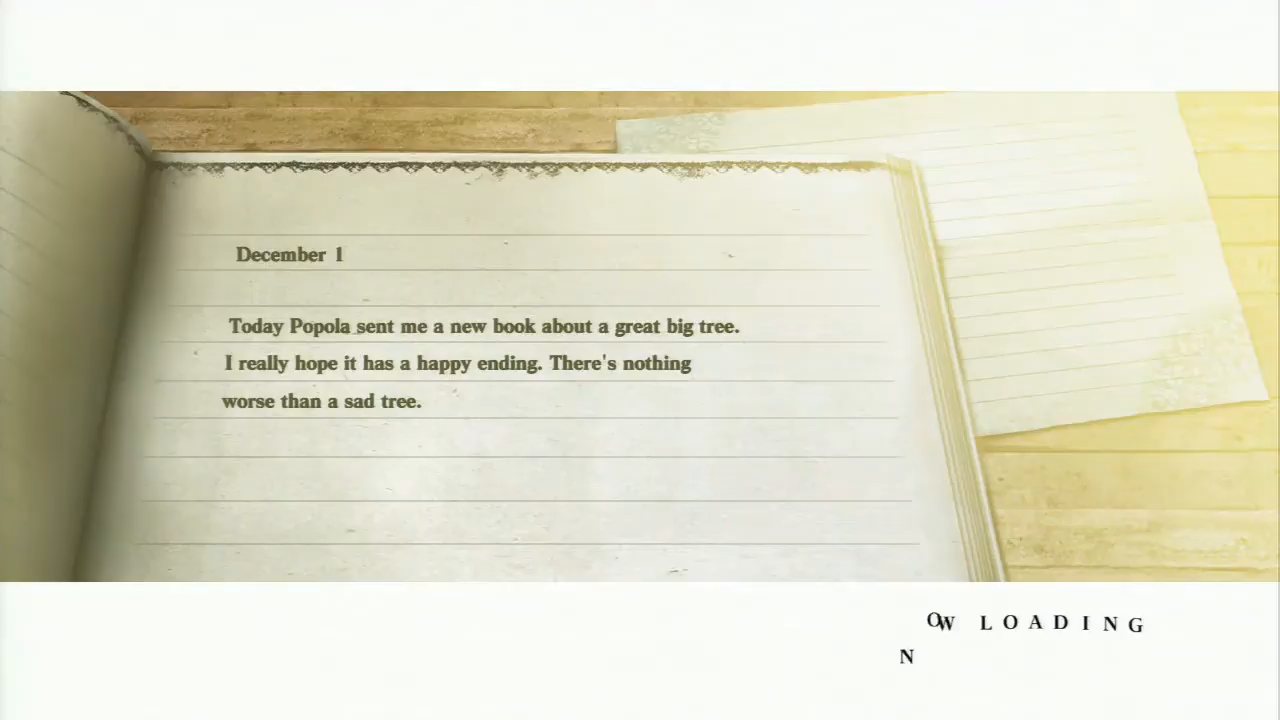 December 1
Today Popola sent me a new book about a great big tree.
I really hope it has a happy ending. There's nothing
worse than a sad tree.
NOW LOADING